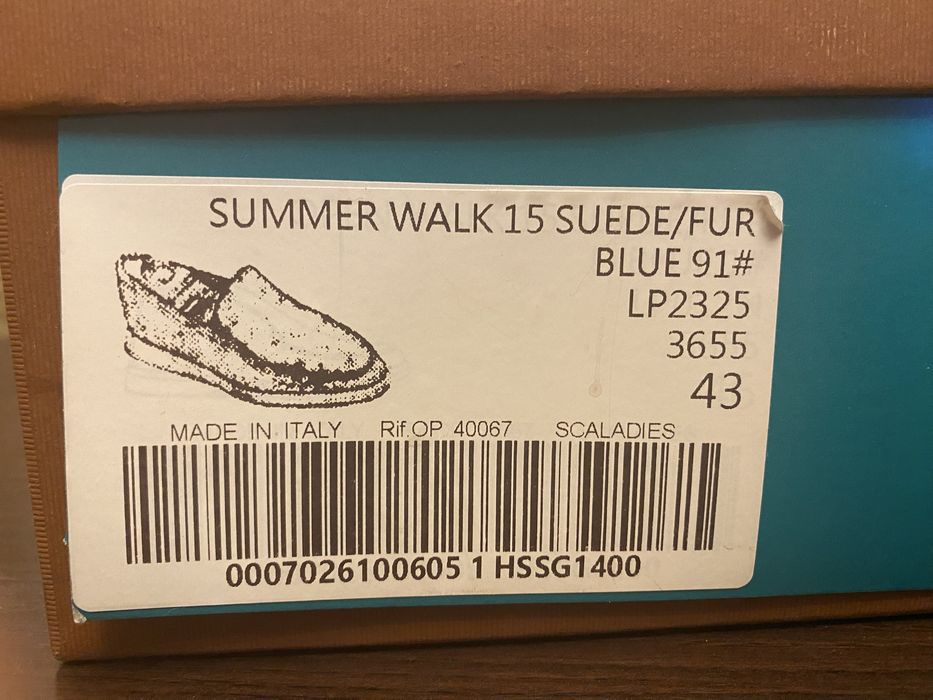 SUMMER WALK 15 SUEDE/FUR
BLUE 91#
LP2325
3655
43
MADE IN ITALY Rif.OP 40067 SCALADIES
0007026100605 1 HSSG1400